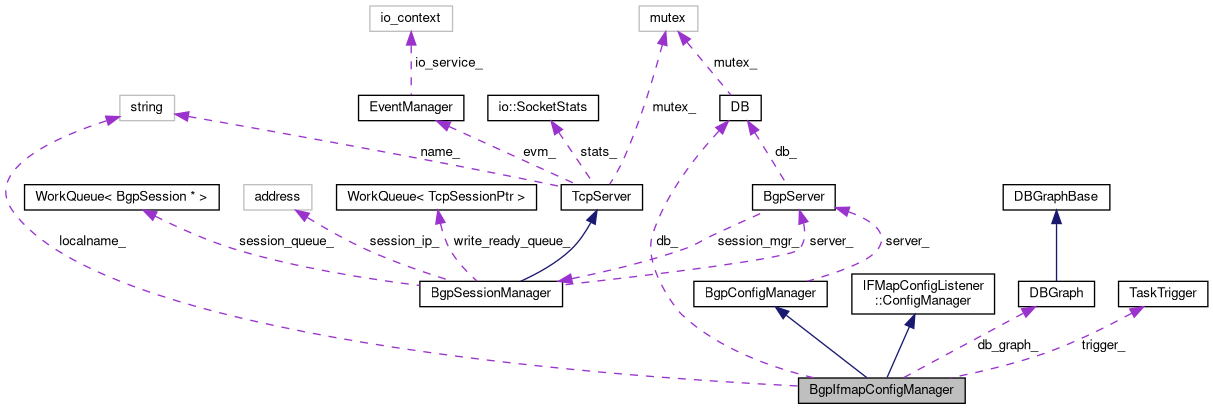 io_context
mutex
io_service_
mutex_
string
EventManager
io::SocketStats
DB
mutex_
name_
evm_
stats_
db_
WorkQueue< BgpSession * >
address
WorkQueue< TcpSessionPtr >
TcpServer
BgpServer
DBGraphBase
localname_
session_queue_
session_ip_
write_ready_queue_
db_
session_mgr_
server_
server_
BgpSessionManager
BgpConfigManager
IFMapConfigListener
::ConfigManager
DBGraph
TaskTrigger
db_graph_
trigger_
BgpIfmapConfigManager